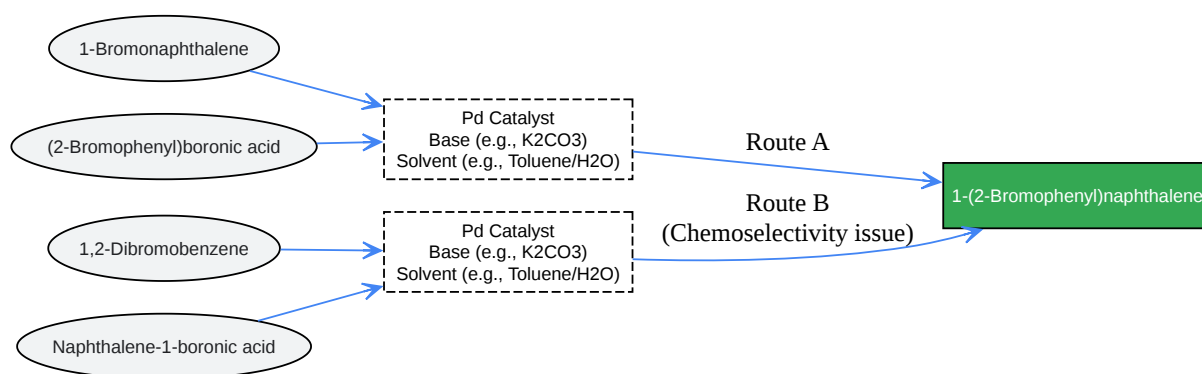 1-Bromonaphthalene
(2-Bromophenyl)boronic acid
Pd Catalyst
Base (e.g., K2CO3)
Solvent (e.g., Toluene/H2O)
Route A
1-(2-Bromophenyl)naphthalene
1,2-Dibromobenzene
Naphthalene-1-boronic acid
Pd Catalyst
Base (e.g., K2CO3)
Solvent (e.g., Toluene/H2O)
Route B
(Chemoselectivity issue)